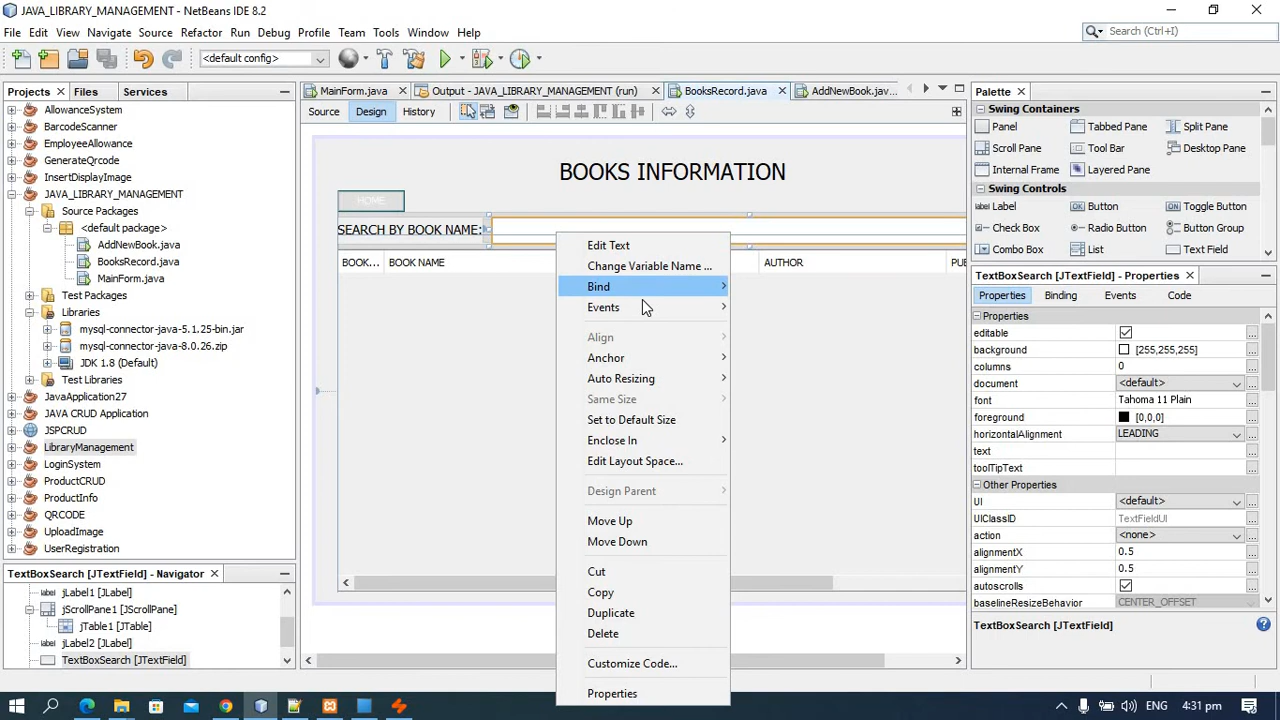 JAVA_LIBRARY_MANAGEMENT - NetBeans IDE 8.2
File Edit View Navigate Source Refactor Run Debug Profile Team Tools Window Help
Search (Ctrl+I)
<default config>
Projects Files Services
AllowanceSystem
BarcodeScanner
EmployeeAllowance
GenerateQrcode
InsertDisplayImage
JAVA_LIBRARY_MANAGEMENT
Source Packages
<default package>
AddNewBook.java
BooksRecord.java
MainForm.java
Test Packages
Libraries
mysql-connector-java-5.1.25-bin.jar
mysql-connector-java-8.0.26.zip
JDK 1.8 (Default)
Test Libraries
JavaApplication27
JAVA CRUD Application
JSPCRUD
LibraryManagement
LoginSystem
ProductCRUD
ProductInfo
QRCODE
UploadImage
UserRegistration
TextBoxSearch [JTextField] - Navigator
jLabel1 [JLabel]
jScrollPane1 [JScrollPane]
jTable1 [JTable]
jLabel2 [JLabel]
TextBoxSearch [JTextField]
MainForm.java Output - JAVA_LIBRARY_MANAGEMENT (run) BooksRecord.java AddNewBook.jav...
Source Design History
BOOKS INFORMATION
HOME
SEARCH BY BOOK NAME:
BOOK... BOOK NAME AUTHOR PU
Edit Text
Change Variable Name ...
Bind
Events
Align
Anchor
Auto Resizing
Same Size
Set to Default Size
Enclose In
Edit Layout Space...
Design Parent
Move Up
Move Down
Cut
Copy
Duplicate
Delete
Customize Code...
Properties
Palette
Swing Containers
Panel Tabbed Pane Split Pane
Scroll Pane Tool Bar Desktop Pane
Internal Frame Layered Pane
Swing Controls
Label Button Toggle Button
Check Box Radio Button Button Group
Combo Box List Text Field
TextBoxSearch [JTextField] - Properties
Properties Binding Events Code
Properties
editable
background [255,255,255]
columns 0
document <default>
font Tahoma 11 Plain
foreground [0,0,0]
horizontalAlignment LEADING
text
toolTipText
Other Properties
UI <default>
UIClassID TextFieldUI
action <none>
alignmentX 0.5
alignmentY 0.5
autoscrolls
baselineResizeBehavior CENTER_OFFSET
TextBoxSearch [JTextField]
ENG 4:31 pm